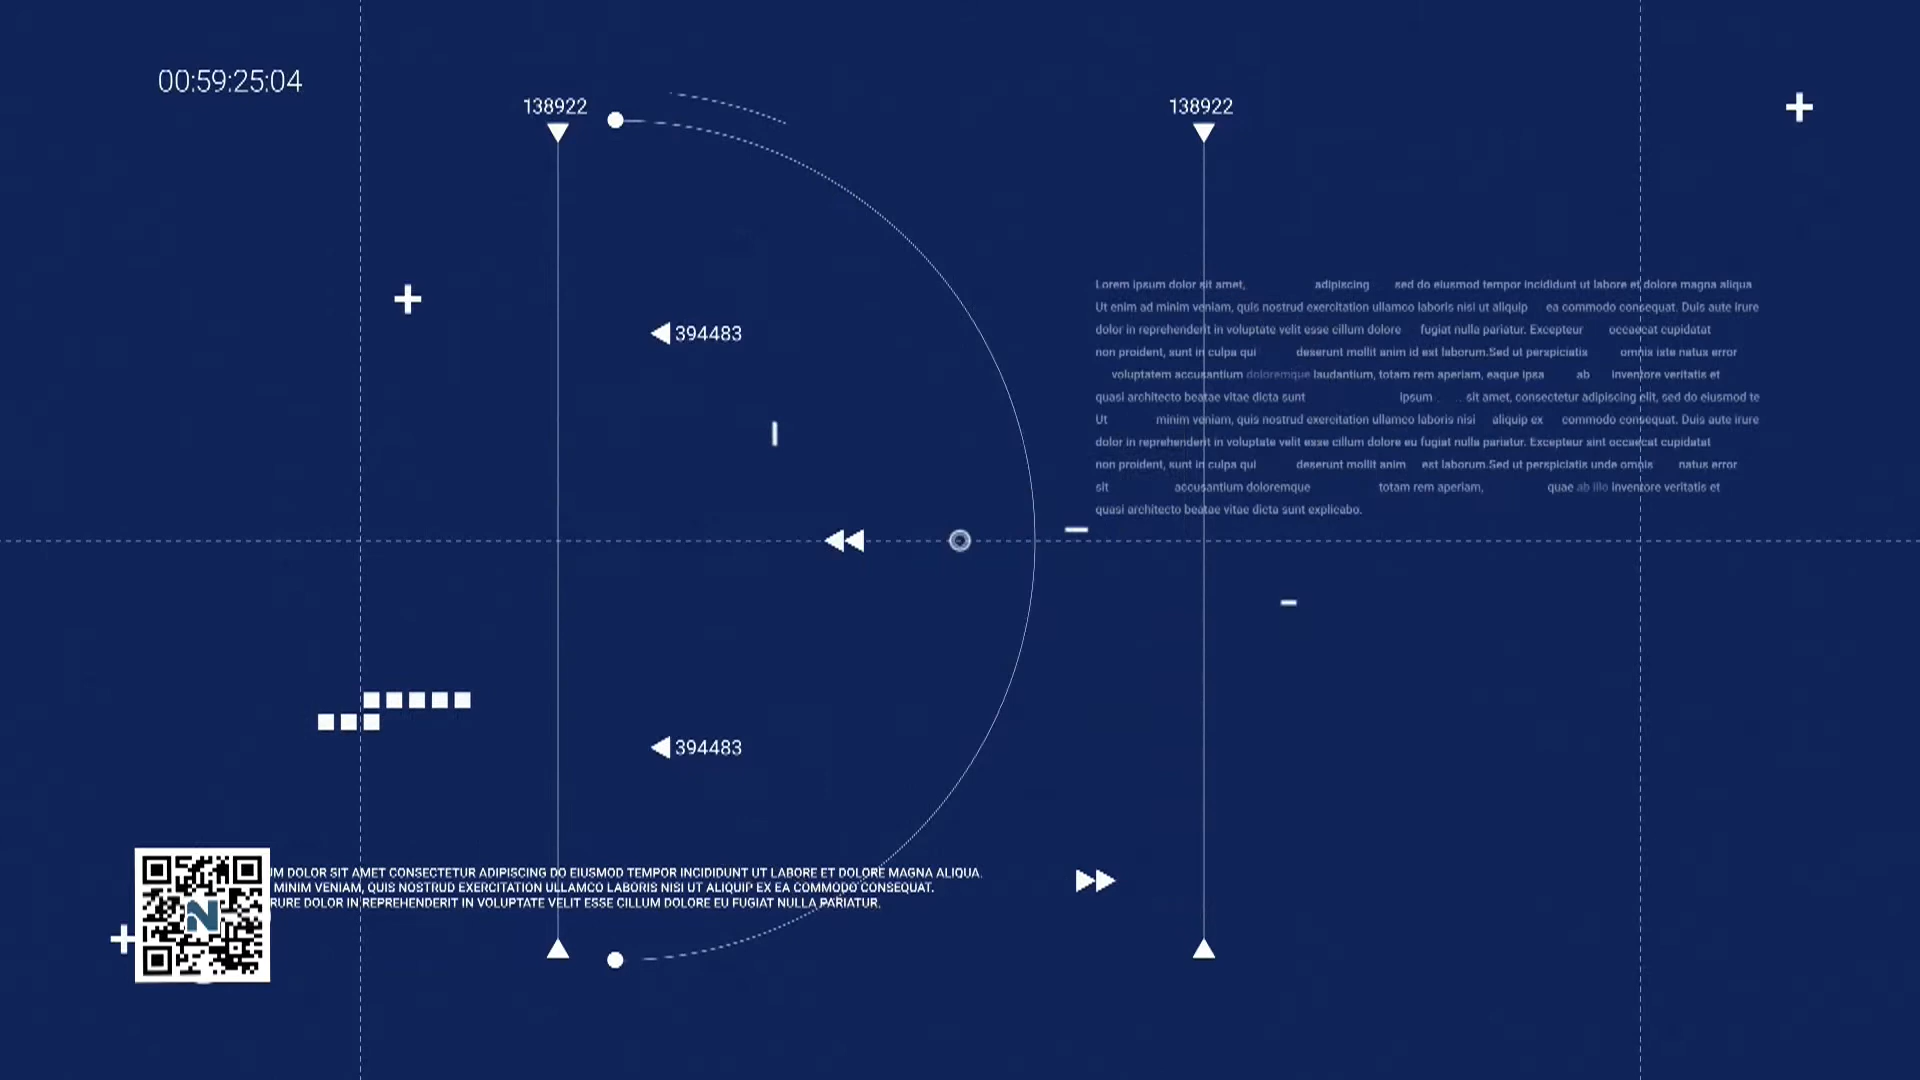 00:59:25:04
138922
138922
394483
Lorem ipsum dolor sit amet, adipiscing sed do eiusmod tempor incididunt ut labore et dolore magna aliqua
Ut enim ad minim veniam, quis nostrud exercitation ullamco laboris nisi ut aliquip ea commodo consequat. Duis aute irure
dolor in reprehenderit in voluptate velit esse cillum dolore fugiat nulla pariatur. Excepteur occaecat cupidatat
non proident, sunt in culpa qui deserunt mollit anim id est laborum.Sed ut perspiciatis omnis iste natus error
voluptatem accusantium doloremque laudantium, totam rem aperiam, eaque ipsa ab inventore veritatis et
quasi architecto beatae vitae dicta sunt ipsum sit amet, consectetur adipiscing elit, sed do eiusmod te
Ut minim veniam, quis nostrud exercitation ullamco laboris nisi aliquip ex commodo consequat. Duis aute irure
dolor in reprehenderit in voluptate velit esse cillum dolore eu fugiat nulla pariatur. Excepteur sint occaecat cupidatat
non proident, sunt in culpa qui deserunt mollit anim est laborum.Sed ut perspiciatis unde omnis natus error
sit accusantium doloremque totam rem aperiam, quae ab illo inventore veritatis et
quasi architecto beatae vitae dicta sunt explicabo.
394483
UM DOLOR SIT AMET CONSECTETUR ADIPISCING DO EIUSMOD TEMPOR INCIDIDUNT UT LABORE ET DOLORE MAGNA ALIQUA.
MINIM VENIAM, QUIS NOSTRUD EXERCITATION ULLAMCO LABORIS NISI UT ALIQUIP EX EA COMMODO CONSEQUAT.
RURE DOLOR IN REPREHENDERIT IN VOLUPTATE VELIT ESSE CILLUM DOLORE EU FUGIAT NULLA PARIATUR.